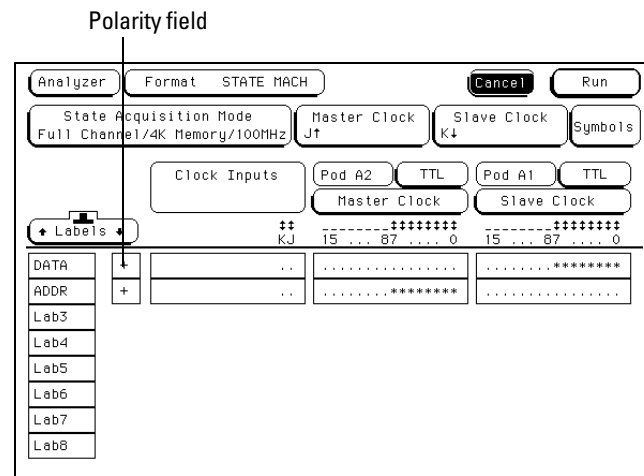 Polarity field
Analyzer Format STATE MACH Cancel Run
State Acquisition Mode
Full Channel/4K Memory/100MHz
Master Clock
J↑
Slave Clock
K↓
Symbols
Clock Inputs
Pod A2 TTL Pod A1 TTL
Master Clock Slave Clock
↑ Labels ↓
↕↕ ________↕↕↕↕↕↕↕↕ ________↕↕↕↕↕↕↕↕
KJ 15 ... 87 .... 0 15 ... 87 .... 0
DATA + .. ................ ........********
ADDR + .. ........******** ................
Lab3
Lab4
Lab5
Lab6
Lab7
Lab8